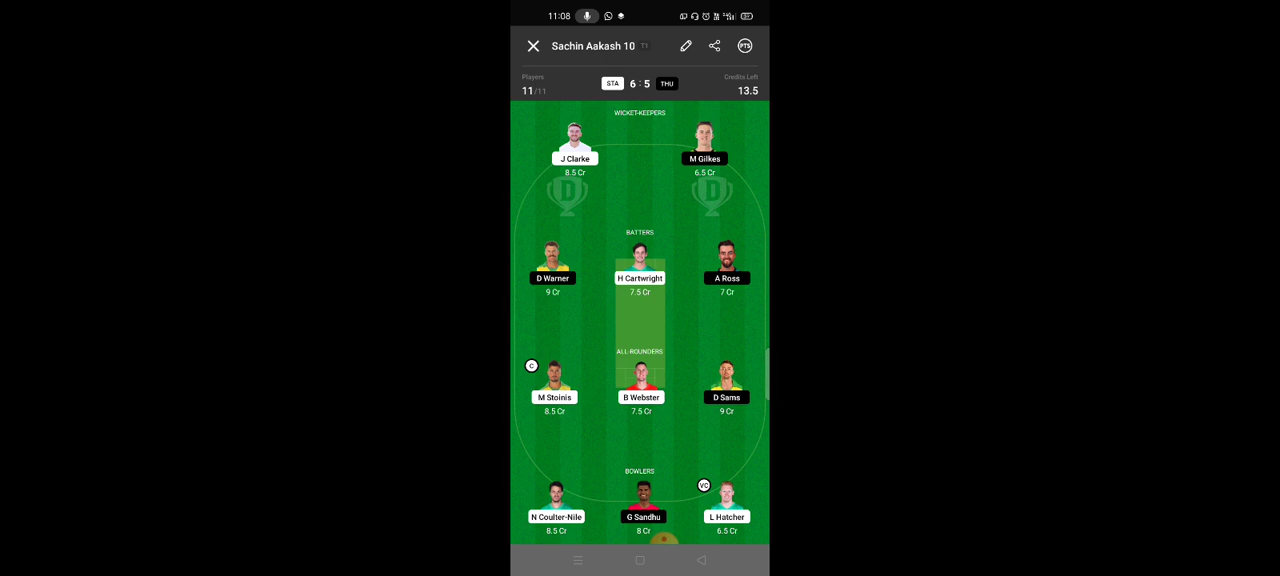 11:08
Sachin Aakash 10 T1 PTS
Players Credits Left
11/11 STA 6 : 5 THU 13.5
WICKET-KEEPERS
J Clarke M Gilkes
8.5 Cr 6.5 Cr
D D
BATTERS
D Warner H Cartwright A Ross
9 Cr 7.5 Cr 7 Cr
ALL-ROUNDERS
C
M Stoinis B Webster D Sams
8.5 Cr 7.5 Cr 9 Cr
BOWLERS
VC
N Coulter-Nile G Sandhu L Hatcher
8.5 Cr 8 Cr 6.5 Cr